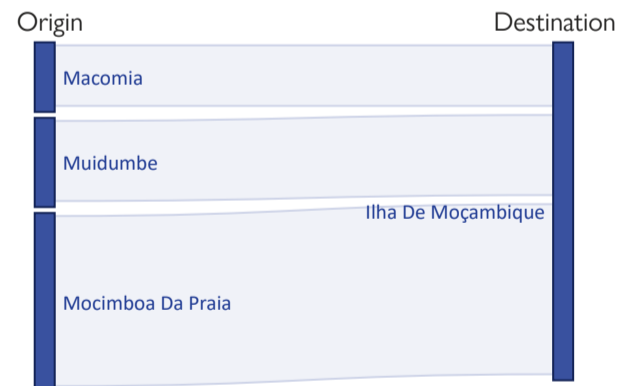 Origin
Destination
Macomia
Muidumbe
Ilha De Moçambique
Mocimboa Da Praia